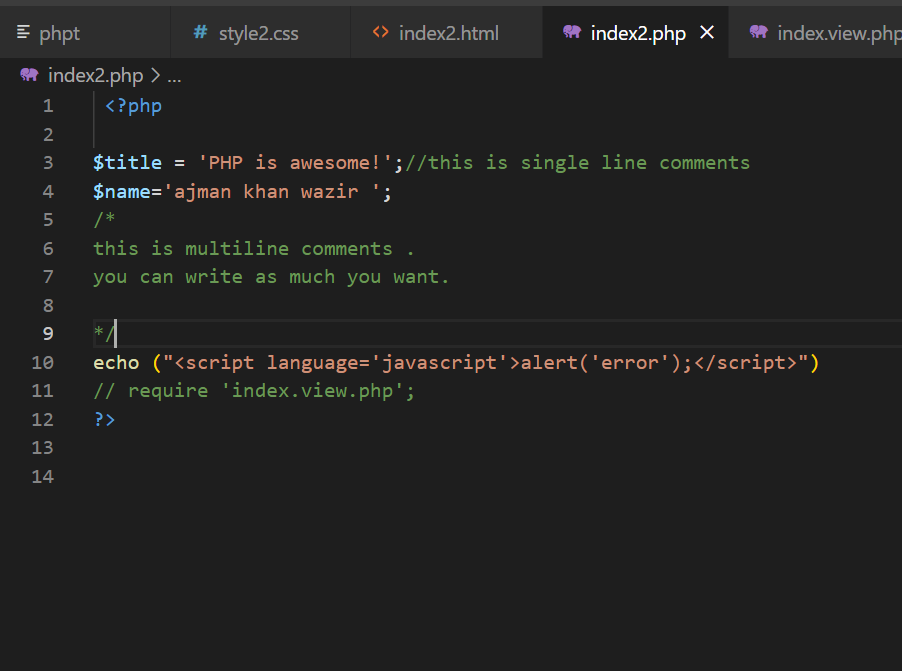 phpt # style2.css <> index2.html index2.php × index.view.php
index2.php > ...
1 <?php
2
3 $title = 'PHP is awesome!';//this is single line comments
4 $name='ajman khan wazir ';
5 /*
6 this is multiline comments .
7 you can write as much you want.
8
9 */
10 echo ("<script language='javascript'>alert('error');</script>")
11 // require 'index.view.php';
12 ?>
13
14